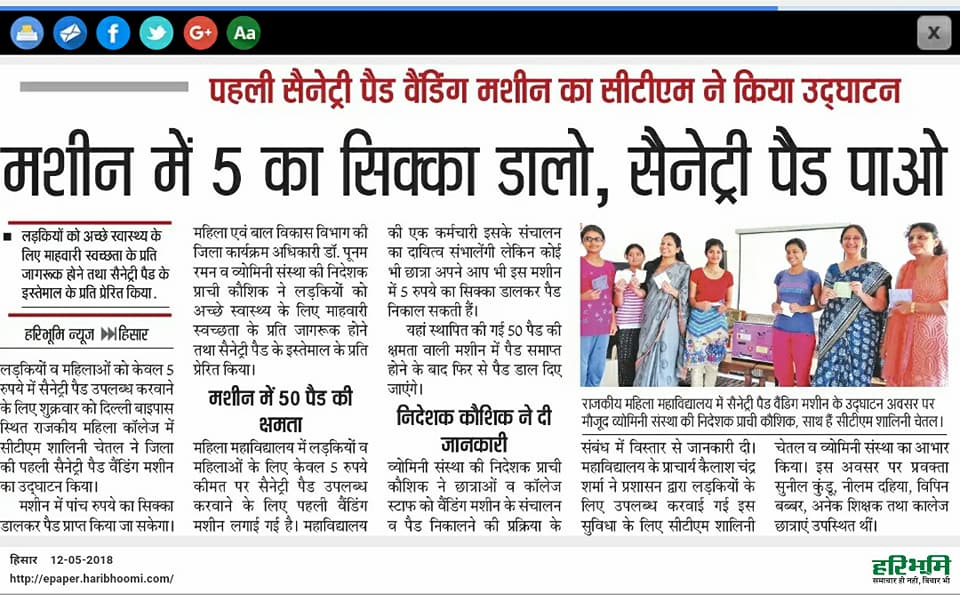 f
G+
Aa
X
पहली सैनेट्री पैड वैंडिंग मशीन का सीटीएम ने किया उद्घाटन
मशीन में 5 का सिक्का डालो, सैनेट्री पैड पाओ
■ लड़कियों को अच्छे स्वास्थ्य के
लिए माहवारी स्वच्छता के प्रति
जागरूक होने तथा सैनेट्री पैड के
इस्तेमाल के प्रति प्रेरित किया.
हरिभूमि न्यूज ▶▶हिसार
लड़कियों व महिलाओं को केवल 5
रुपये में सैनेट्री पैड उपलब्ध करवाने
के लिए शुक्रवार को दिल्ली बाइपास
स्थित राजकीय महिला कॉलेज में
सीटीएम शालिनी चेतल ने जिला
की पहली सैनेट्री पैड वैंडिंग मशीन
का उद्घाटन किया।
मशीन में पांच रुपये का सिक्का
डालकर पैड प्राप्त किया जा सकेगा।
महिला एवं बाल विकास विभाग की
जिला कार्यक्रम अधिकारी डॉ. पूनम
रमन व व्योमिनी संस्था की निदेशक
प्राची कौशिक ने लड़कियों को
अच्छे स्वास्थ्य के लिए माहवारी
स्वच्छता के प्रति जागरूक होने
तथा सैनेट्री पैड के इस्तेमाल के प्रति
प्रेरित किया।
मशीन में 50 पैड की
क्षमता
महिला महाविद्यालय में लड़कियों व
महिलाओं के लिए केवल 5 रुपये
कीमत पर सैनेट्री पैड उपलब्ध
करवाने के लिए पहली वैंडिंग
मशीन लगाई गई है। महाविद्यालय
की एक कर्मचारी इसके संचालन
का दायित्व संभालेंगी लेकिन कोई
भी छात्रा अपने आप भी इस मशीन
में 5 रुपये का सिक्का डालकर पैड
निकाल सकती हैं।
यहां स्थापित की गई 50 पैड की
क्षमता वाली मशीन में पैड समाप्त
होने के बाद फिर से पैड डाल दिए
जाएंगे।
निदेशक कौशिक ने दी
जानकारी
व्योमिनी संस्था की निदेशक प्राची
कौशिक ने छात्राओं व कॉलेज
स्टाफ को वैंडिंग मशीन के संचालन
व पैड निकालने की प्रक्रिया के
राजकीय महिला महाविद्यालय में सैनेट्री पैड वैंडिंग मशीन के उद्घाटन अवसर पर
मौजूद व्योमिनी संस्था की निदेशक प्राची कौशिक, साथ हैं सीटीएम शालिनी चेतल।
संबंध में विस्तार से जानकारी दी।
महाविद्यालय के प्राचार्य कैलाश चंद्र
शर्मा ने प्रशासन द्वारा लड़कियों के
लिए उपलब्ध करवाई गई इस
सुविधा के लिए सीटीएम शालिनी
चेतल व व्योमिनी संस्था का आभार
किया। इस अवसर पर प्रवक्ता
सुनील कुंडू, नीलम दहिया, विपिन
बब्बर, अनेक शिक्षक तथा कालेज
छात्राएं उपस्थित थीं।
हिसार 12-05-2018
http://epaper.haribhoomi.com/
हरिभूमि
समाचार ही नहीं, विचार भी